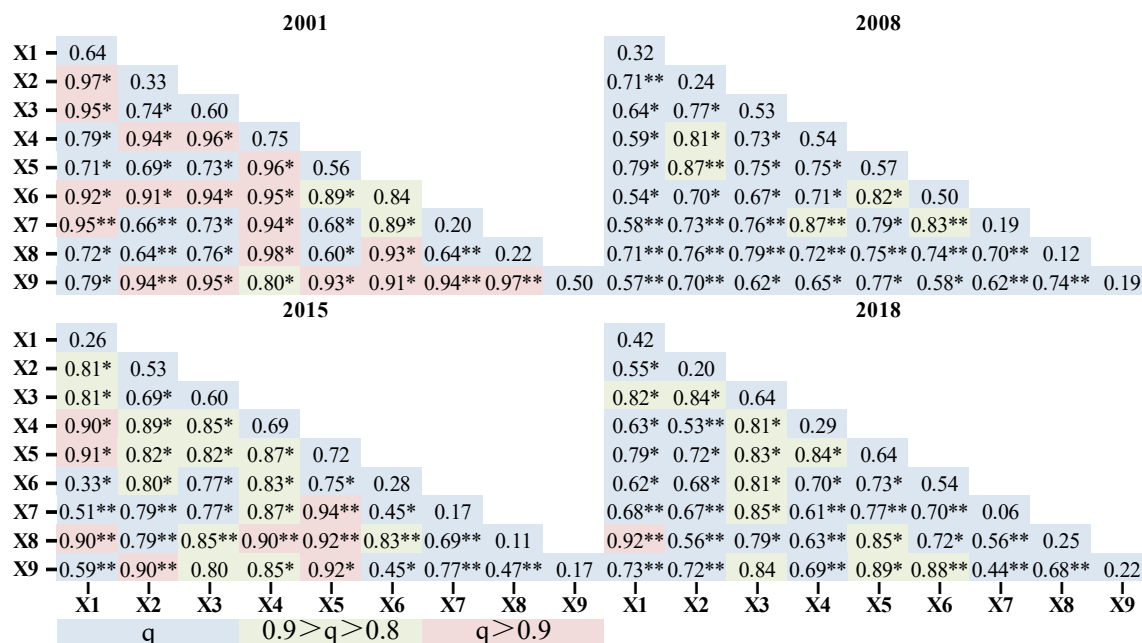 2001 2008
X1 0.64 0.32
X2 0.97* 0.33 0.71** 0.24
X3 0.95* 0.74* 0.60 0.64* 0.77* 0.53
X4 0.79* 0.94* 0.96* 0.75 0.59* 0.81* 0.73* 0.54
X5 0.71* 0.69* 0.73* 0.96* 0.56 0.79* 0.87** 0.75* 0.75* 0.57
X6 0.92* 0.91* 0.94* 0.95* 0.89* 0.84 0.54* 0.70* 0.67* 0.71* 0.82* 0.50
X7 0.95** 0.66** 0.73* 0.94* 0.68* 0.89* 0.20 0.58** 0.73** 0.76** 0.87** 0.79* 0.83** 0.19
X8 0.72* 0.64** 0.76* 0.98* 0.60* 0.93* 0.64** 0.22 0.71** 0.76** 0.79** 0.72** 0.75** 0.74** 0.70** 0.12
X9 0.79* 0.94** 0.95* 0.80* 0.93* 0.91* 0.94** 0.97** 0.50 0.57** 0.70** 0.62* 0.65* 0.77* 0.58* 0.62** 0.74** 0.19
2015 2018
X1 0.26 0.42
X2 0.81* 0.53 0.55* 0.20
X3 0.81* 0.69* 0.60 0.82* 0.84* 0.64
X4 0.90* 0.89* 0.85* 0.69 0.63* 0.53** 0.81* 0.29
X5 0.91* 0.82* 0.82* 0.87* 0.72 0.79* 0.72* 0.83* 0.84* 0.64
X6 0.33* 0.80* 0.77* 0.83* 0.75* 0.28 0.62* 0.68* 0.81* 0.70* 0.73* 0.54
X7 0.51** 0.79** 0.77* 0.87* 0.94** 0.45* 0.17 0.68** 0.67** 0.85* 0.61** 0.77** 0.70** 0.06
X8 0.90** 0.79** 0.85** 0.90** 0.92** 0.83** 0.69** 0.11 0.92** 0.56** 0.79* 0.63** 0.85* 0.72* 0.56** 0.25
X9 0.59** 0.90** 0.80 0.85* 0.92* 0.45* 0.77** 0.47** 0.17 0.73** 0.72** 0.84 0.69** 0.89* 0.88** 0.44** 0.68** 0.22
X1 X2 X3 X4 X5 X6 X7 X8 X9 X1 X2 X3 X4 X5 X6 X7 X8 X9
q 0.9>q>0.8 q>0.9